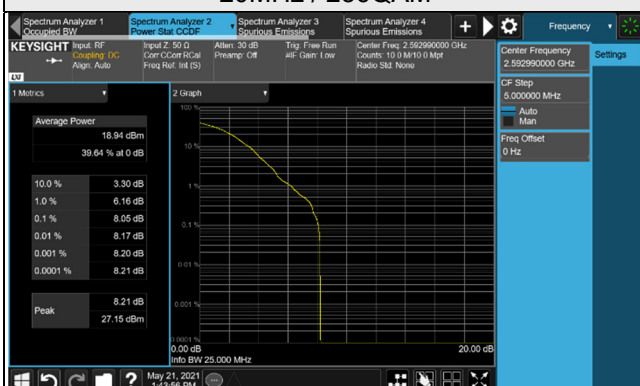 20MHz / 256QAM
Spectrum Analyzer 1
Occupied BW
Spectrum Analyzer 2
Power Stat CCDF
Spectrum Analyzer 3
Spurious Emissions
Spectrum Analyzer 4
Spurious Emissions
Frequency
KEYSIGHT
Input: RF
Coupling: DC
Align: Auto
Input Z: 50 Ω
Corr CCorr RCal
Freq Ref: Int (S)
Atten: 30 dB
Preamp: Off
Trig: Free Run
#IF Gain: Low
Center Freq: 2.592990000 GHz
Counts: 10.0 M/10.0 Mpt
Radio Std: None
LXI
Center Frequency
2.592990000 GHz
Settings
CF Step
5.000000 MHz
Auto
Man
Freq Offset
0 Hz
1 Metrics
2 Graph
Average Power
18.94 dBm
39.64 % at 0 dB
10.0 % 3.30 dB
1.0 % 6.16 dB
0.1 % 8.05 dB
0.01 % 8.17 dB
0.001 % 8.20 dB
0.0001 % 8.21 dB
Peak 8.21 dB
27.15 dBm
100 %
10 %
1 %
0.1 %
0.01 %
0.001 %
0.0001 %
0.00 dB
20.00 dB
Info BW 25.000 MHz
May 21, 2021
1:43:56 PM